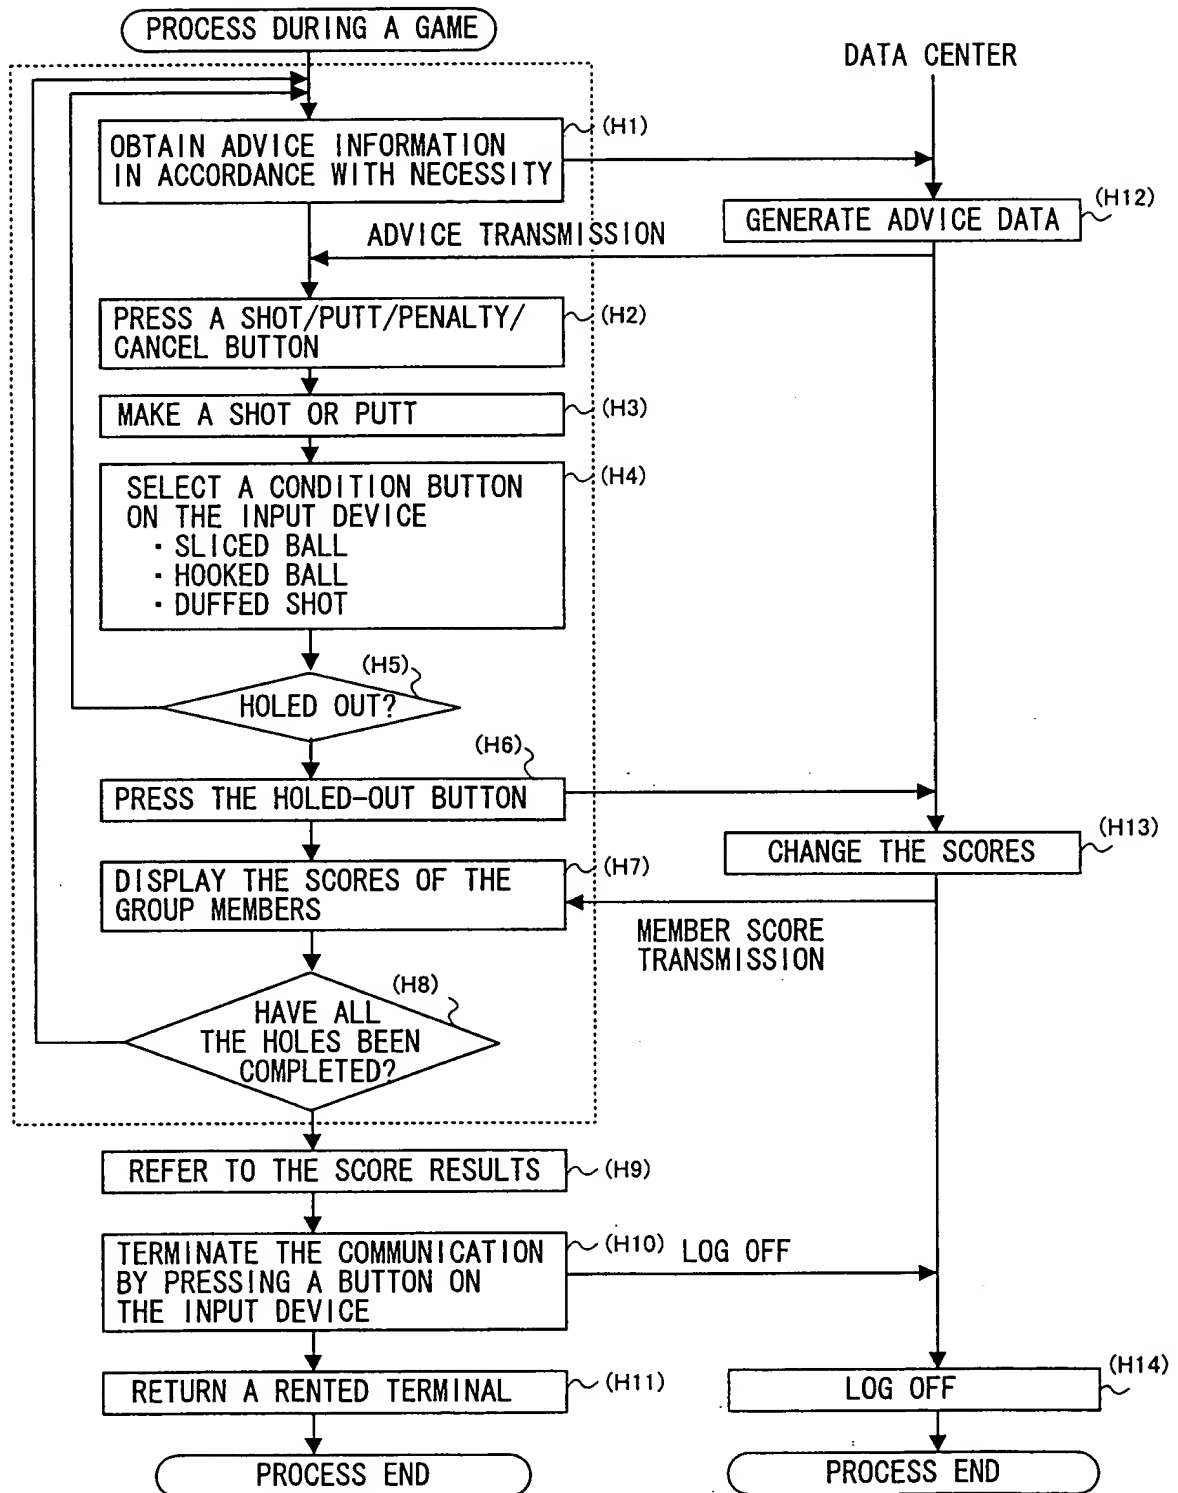 PROCESS DURING A GAME
DATA CENTER
(H1)
OBTAIN ADVICE INFORMATION
IN ACCORDANCE WITH NECESSITY
(H12)
GENERATE ADVICE DATA
ADVICE TRANSMISSION
(H2)
PRESS A SHOT/PUTT/PENALTY/
CANCEL BUTTON
(H3)
MAKE A SHOT OR PUTT
(H4)
SELECT A CONDITION BUTTON
ON THE INPUT DEVICE
・SLICED BALL
・HOOKED BALL
・DUFFED SHOT
(H5)
HOLED OUT?
(H6)
PRESS THE HOLED-OUT BUTTON
(H13)
CHANGE THE SCORES
(H7)
DISPLAY THE SCORES OF THE
GROUP MEMBERS
MEMBER SCORE
TRANSMISSION
(H8)
HAVE ALL
THE HOLES BEEN
COMPLETED?
REFER TO THE SCORE RESULTS
(H9)
TERMINATE THE COMMUNICATION
BY PRESSING A BUTTON ON
THE INPUT DEVICE
(H10)
LOG OFF
RETURN A RENTED TERMINAL
(H11)
LOG OFF
(H14)
PROCESS END
PROCESS END